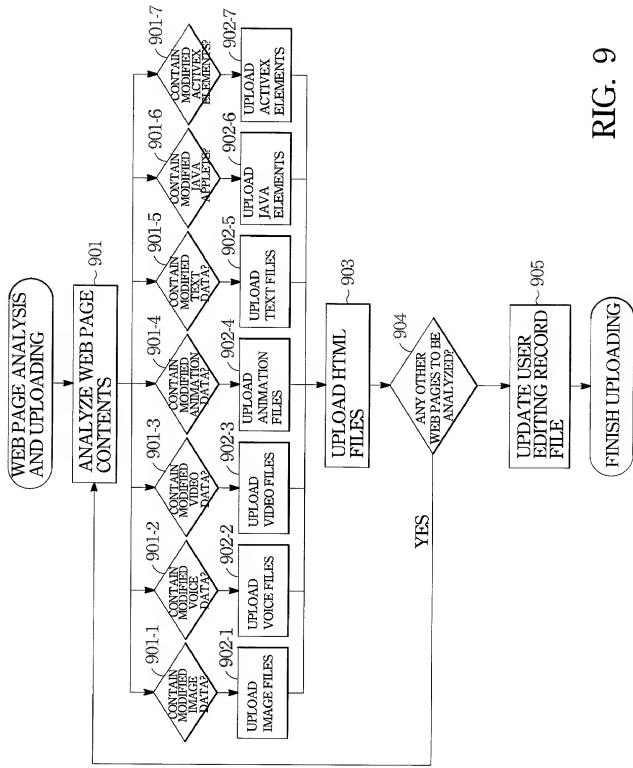 WEB PAGE ANALYSIS
AND UPLOADING
901
ANALYZE WEB PAGE
CONTENTS
901-1
CONTAIN
MODIFIED
IMAGE
DATA?
901-2
CONTAIN
MODIFIED
VOICE
DATA?
901-3
CONTAIN
MODIFIED
VIDEO
DATA?
901-4
CONTAIN
MODIFIED
ANIMATION
DATA?
901-5
CONTAIN
MODIFIED
TEXT
DATA?
901-6
CONTAIN
MODIFIED
JAVA
APPLETS?
901-7
CONTAIN
MODIFIED
ACTIVEX
ELEMENTS?
902-1
UPLOAD
IMAGE FILES
902-2
UPLOAD
VOICE FILES
902-3
UPLOAD
VIDEO FILES
902-4
UPLOAD
ANIMATION
FILES
902-5
UPLOAD
TEXT FILES
902-6
UPLOAD
JAVA
ELEMENTS
902-7
UPLOAD
ACTIVEX
ELEMENTS
903
UPLOAD HTML
FILES
904
ANY OTHER
WEB PAGES TO BE
ANALYZED?
YES
905
UPDATE USER
EDITING RECORD
FILE
FINISH UPLOADING
RIG. 9